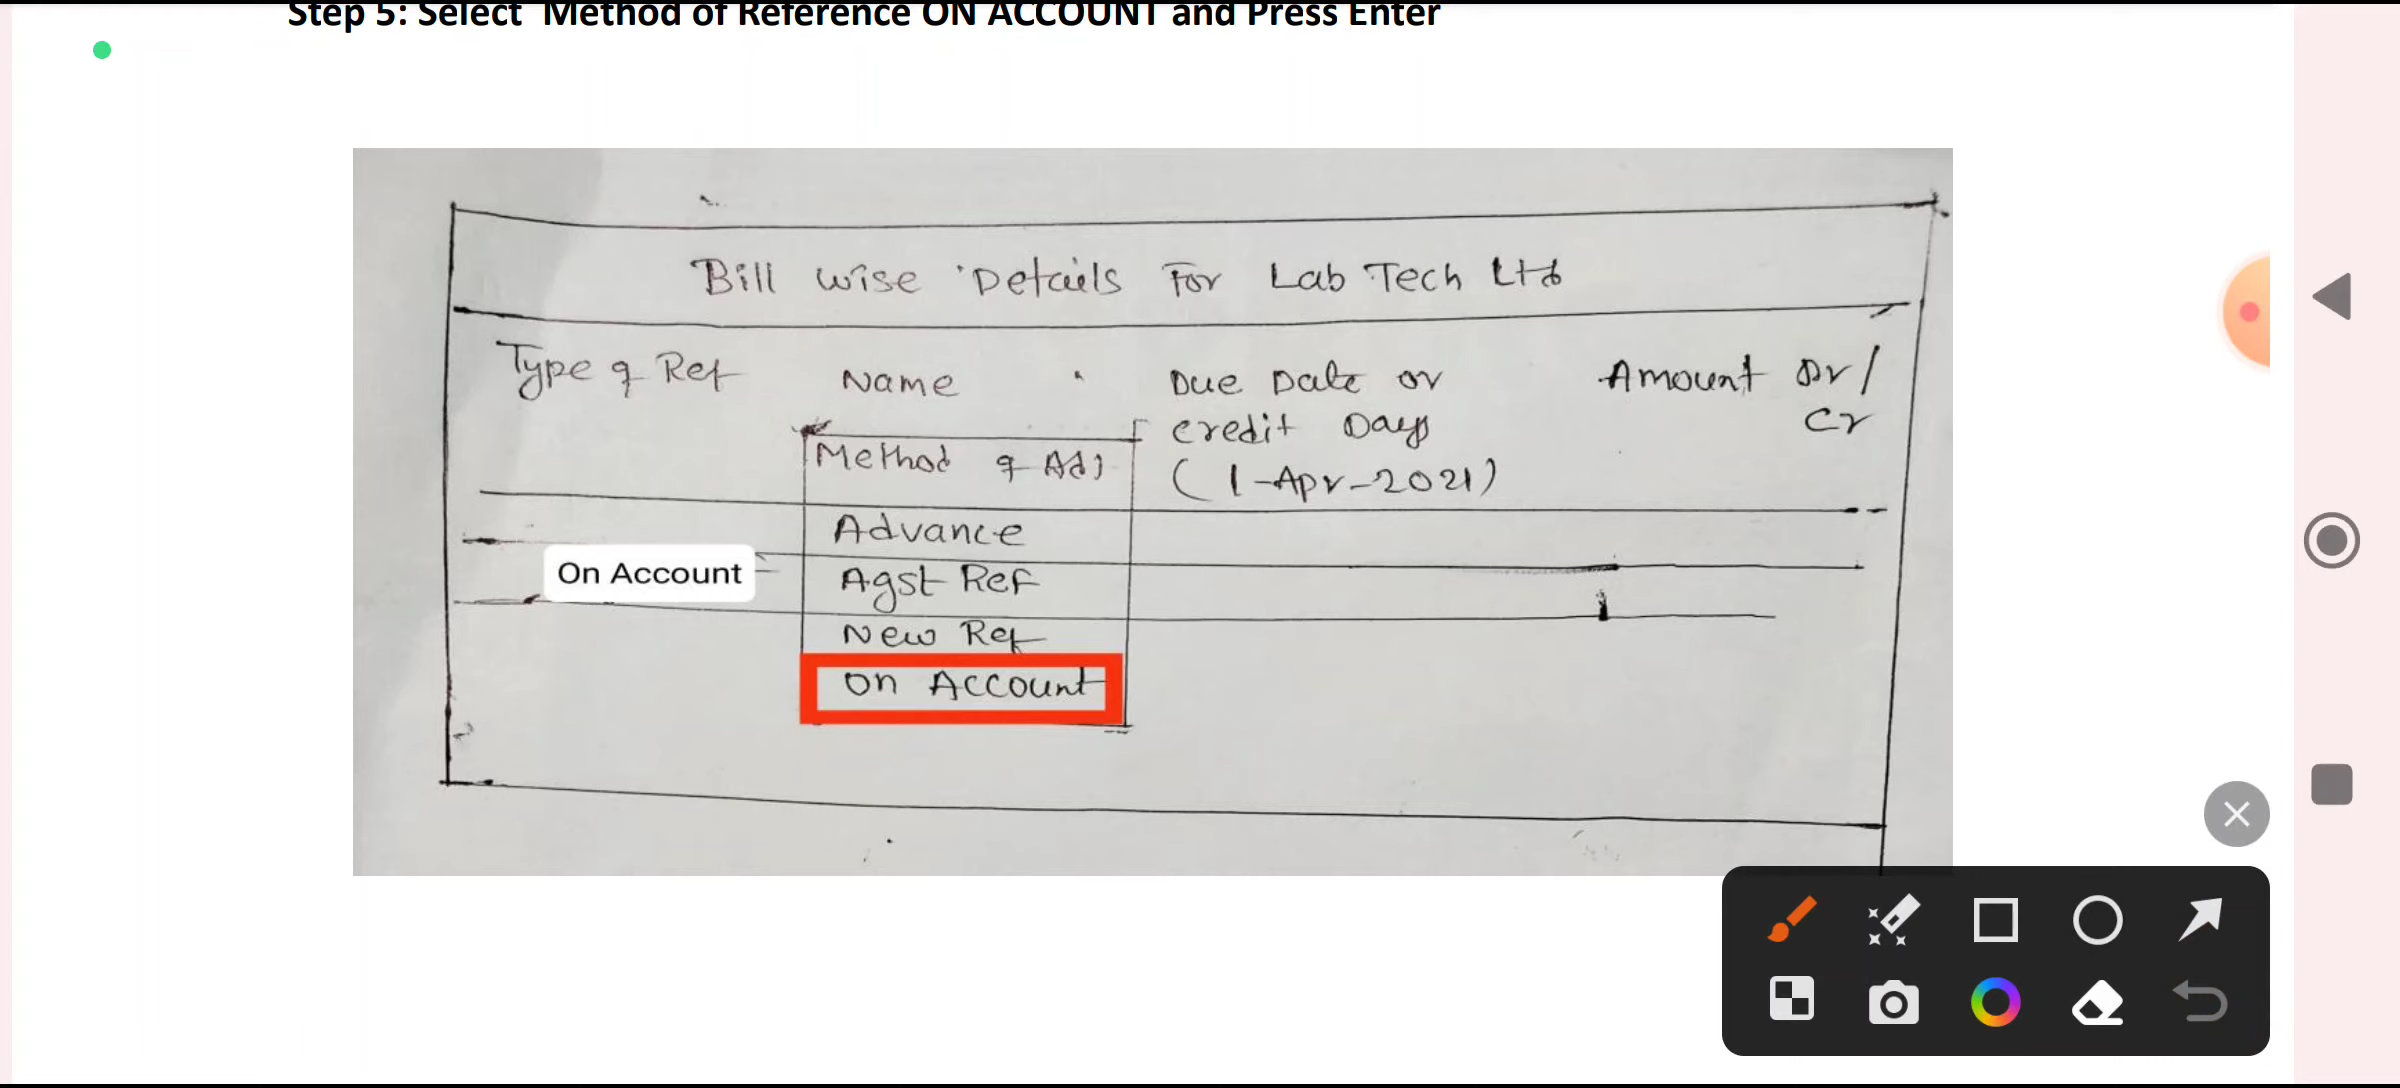 Step 5: Select Method of Reference ON ACCOUNT and Press Enter
Bill wise Details For Lab Tech Ltd
Type of Ref Name Due Date or Amount Dr/
credit Days Cr
Method of Adj (1-Apr-2021)
Advance
On Account Agst Ref
New Ref
on Account